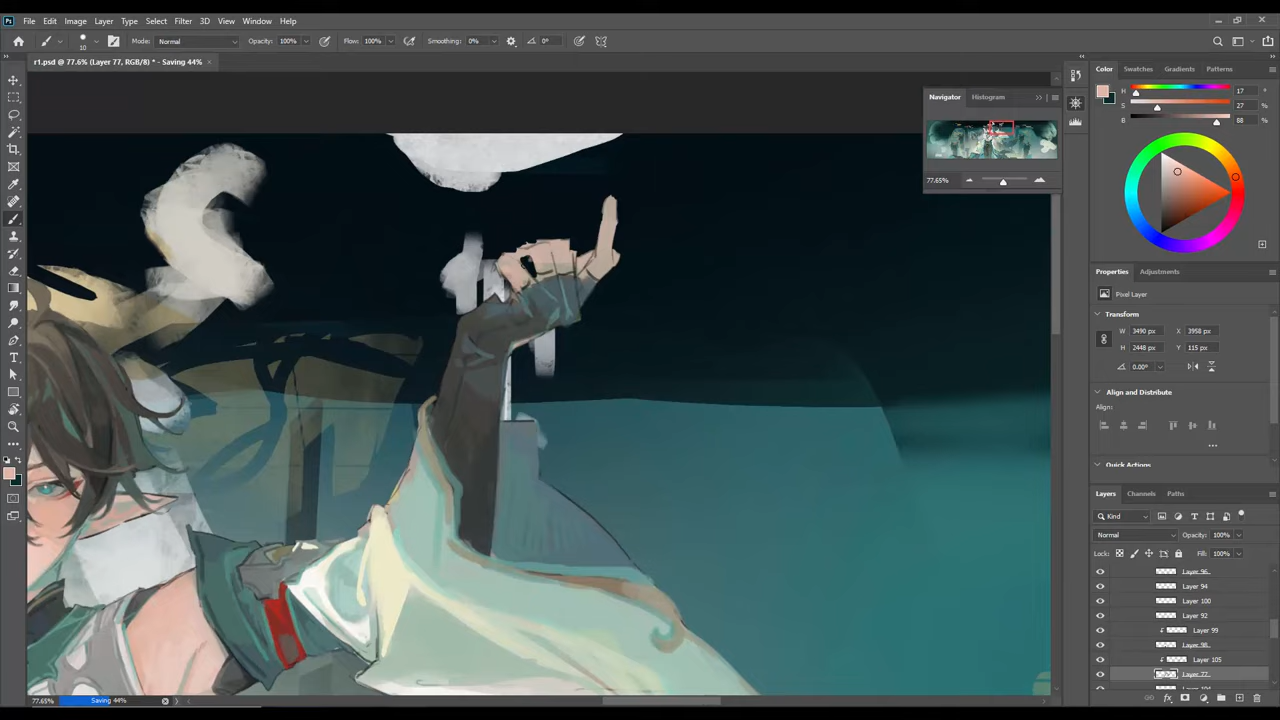 Ps File Edit Image Layer Type Select Filter 3D View Window Help
10 Mode: Normal Opacity: 100% Flow: 100% Smoothing: 0% 0°
r1.psd @ 77.6% (Layer 77, RGB/8) * - Saving 44% ×
Navigator Histogram
77.65%
Color Swatches Gradients Patterns
H 17 °
S 27 %
B 88 %
Properties Adjustments
Pixel Layer
Transform
W 3490 px X 3958 px
H 2448 px Y 115 px
0.00°
Align and Distribute
Align:
Quick Actions
Layers Channels Paths
Kind
Normal Opacity: 100%
Lock: Fill: 100%
Layer 96
Layer 94
Layer 100
Layer 92
Layer 99
Layer 98
Layer 105
Layer 77
77.65% Saving 44%